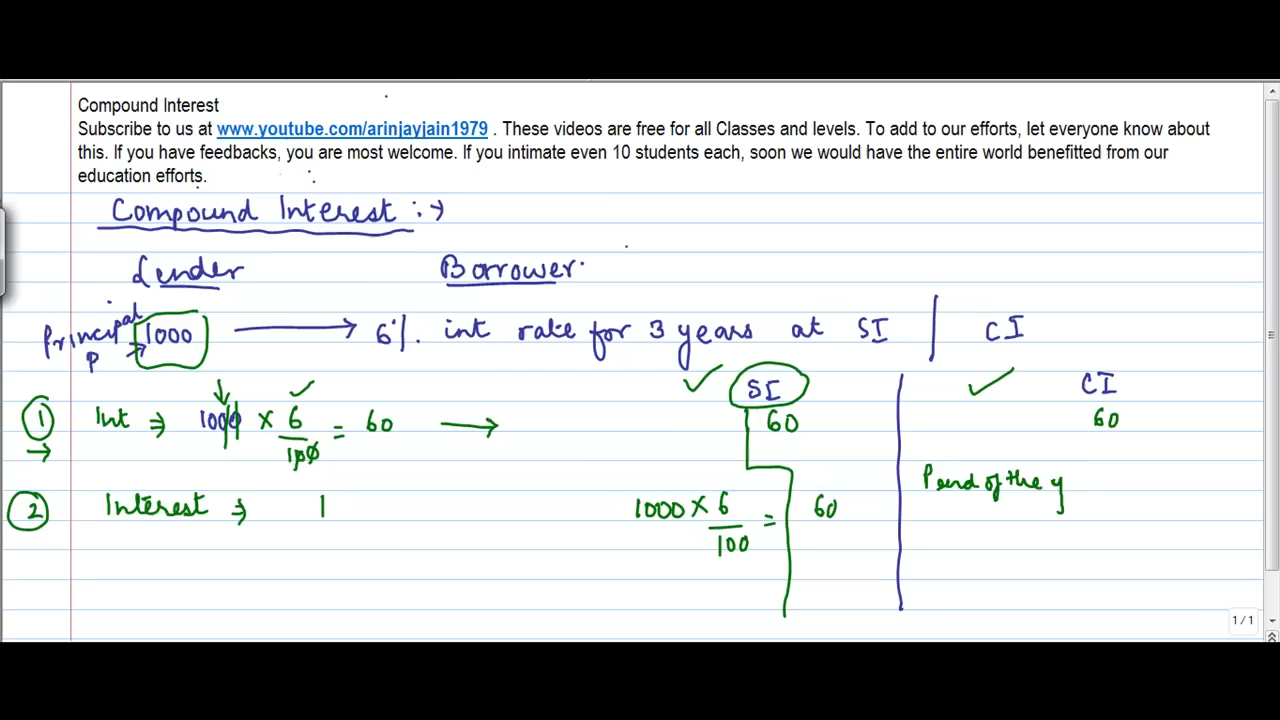 Compound Interest
Subscribe to us at www.youtube.com/arinjayjain1979 . These videos are free for all Classes and levels. To add to our efforts, let everyone know about
this. If you have feedbacks, you are most welcome. If you intimate even 10 students each, soon we would have the entire world benefitted from our
education efforts.
Compound Interest :→
Lender Borrower
Principal 1000 → 6%. int rate for 3 years at SI | CI
P
SI CI
1 Int ⇒ 1000 × 6/100 = 60 → 60 60
P end of the y
2 Interest ⇒ 1 1000 × 6/100 = 60
1 / 1